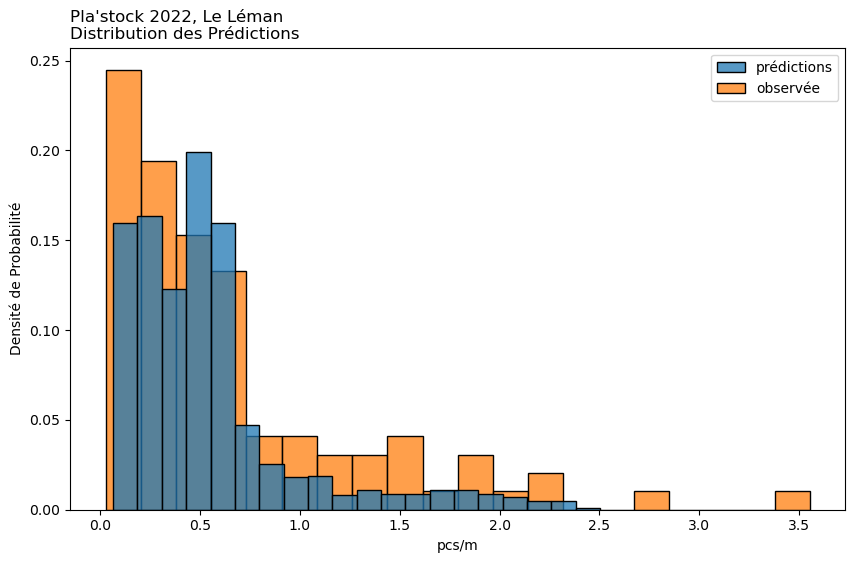 Pla'stock 2022, Le Léman
Distribution des Prédictions
prédictions
observée
Densité de Probabilité
0.25
0.20
0.15
0.10
0.05
0.00
0.0
0.5
1.0
1.5
2.0
2.5
3.0
3.5
pcs/m